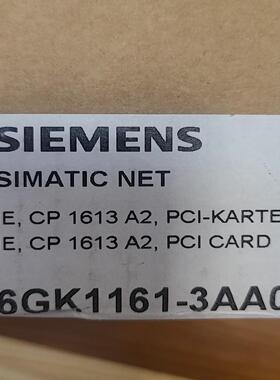 SIEMENS
SIMATIC NET
E, CP 1613 A2, PCI-KARTE
E, CP 1613 A2, PCI CARD
6GK1161-3AA0